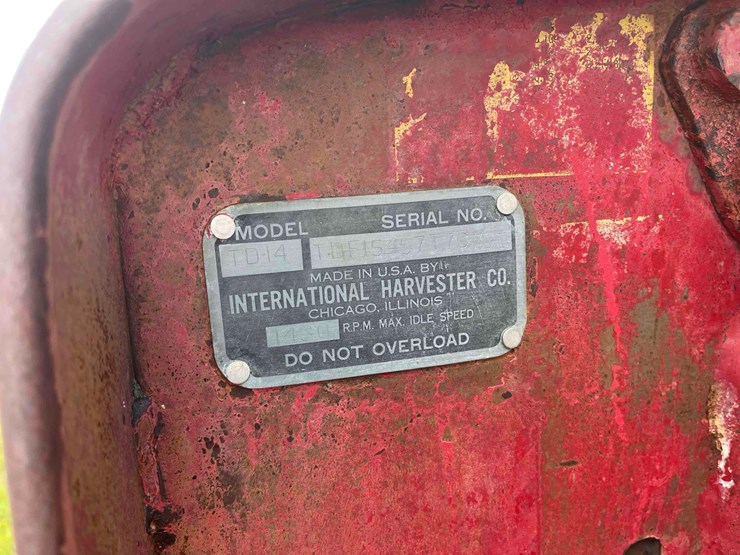 MODEL SERIAL NO.
TD14
MADE IN U.S.A. BY
INTERNATIONAL HARVESTER CO.
CHICAGO, ILLINOIS
R.P.M. MAX. IDLE SPEED
DO NOT OVERLOAD